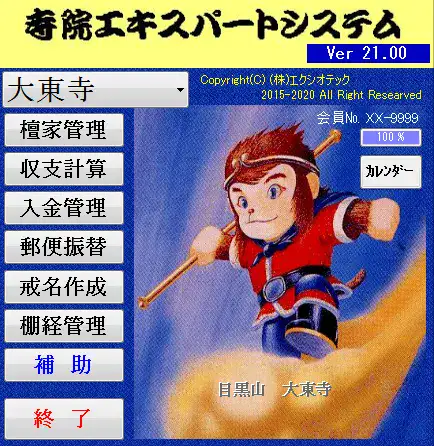 寺院エキスパートシステム
Ver 21.00
大東寺
Copyright(C) (株)エクシオテック
2015-2020 All Right Researved
会員No. XX-9999
100 %
カレンダー
檀家管理
収支計算
入金管理
郵便振替
戒名作成
棚経管理
補 助
終 了
目黒山 大東寺